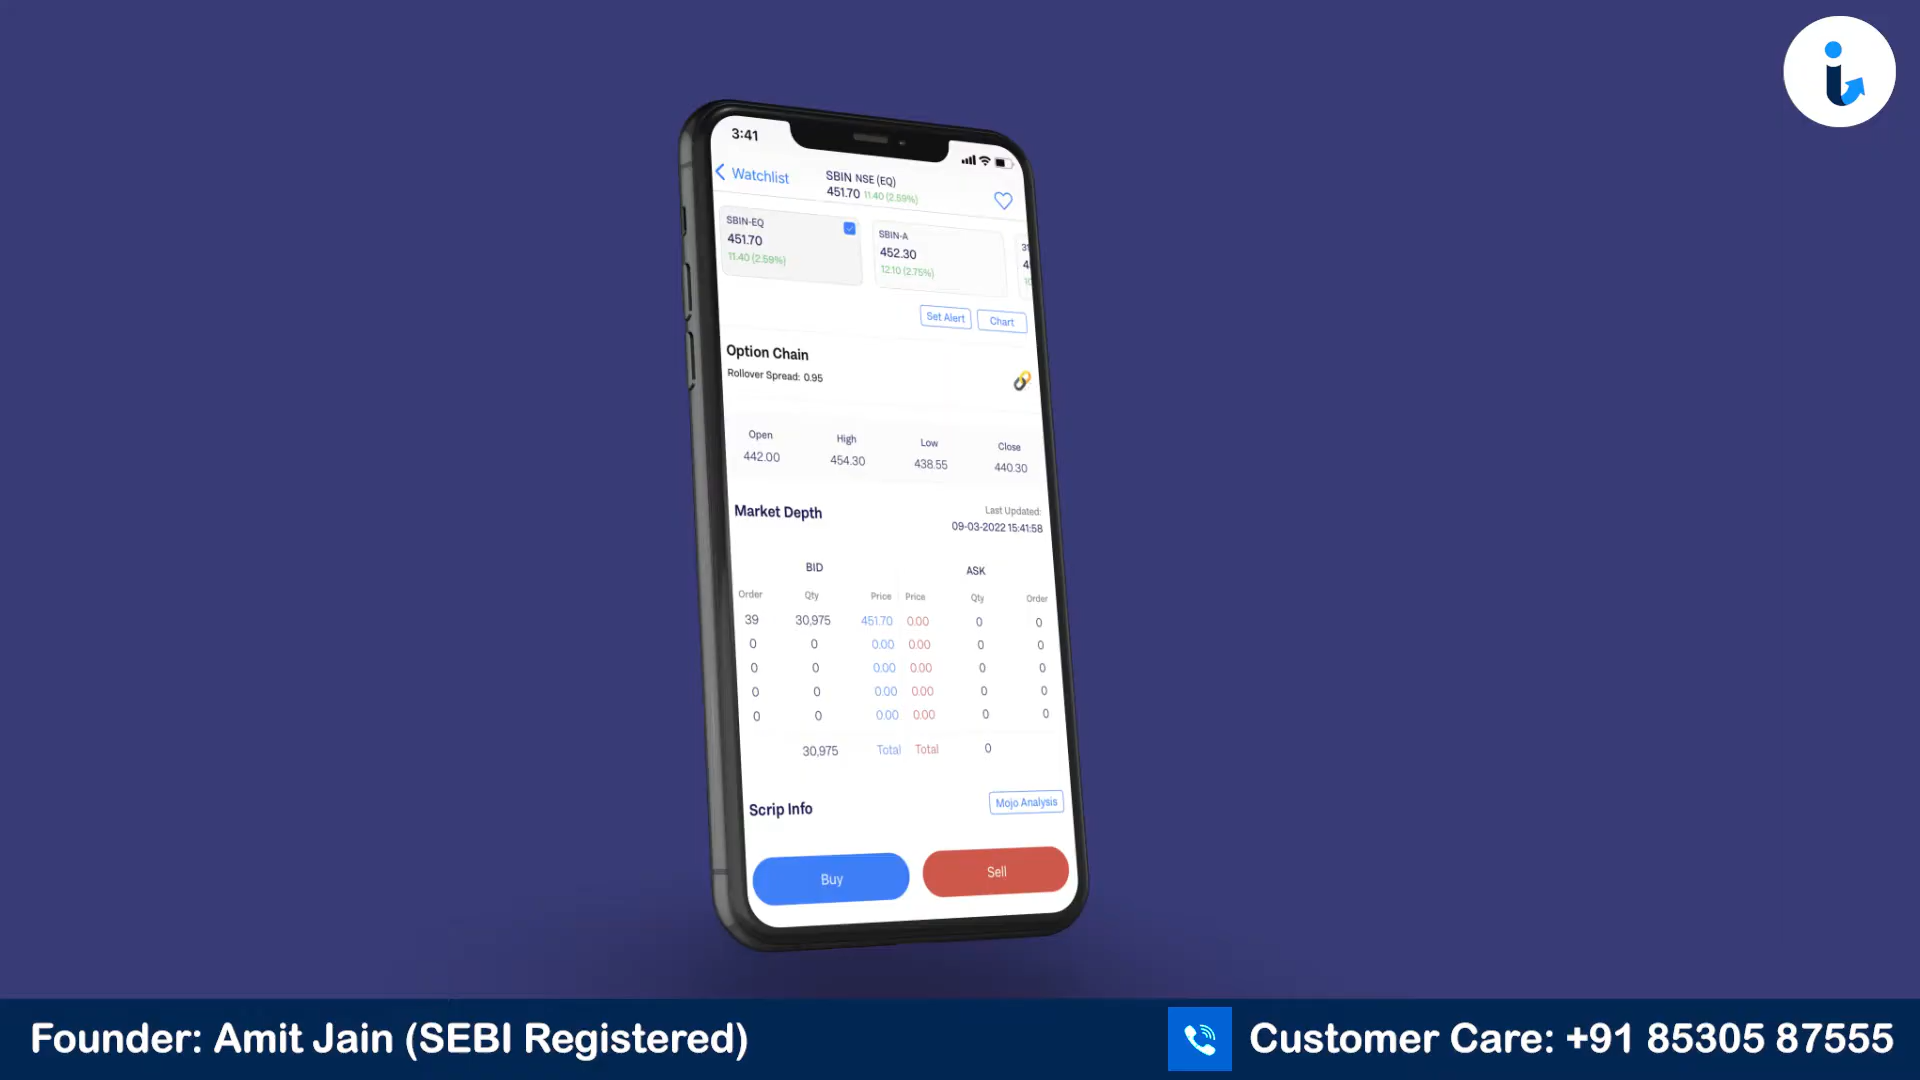 3:41
Watchlist
SBIN NSE (EQ)
451.70 11.40 (2.59%)
SBIN-EQ
451.70
11.40 (2.59%)
SBIN-A
452.30
12.10 (2.75%)
Set Alert
Chart
Option Chain
Rollover Spread: 0.95
Open High Low Close
442.00 454.30 438.55 440.30
Market Depth
Last Updated:
09-03-2022 15:41:58
BID ASK
Order Qty Price Price Qty Order
39 30,975 451.70 0.00 0 0
0 0 0.00 0.00 0 0
0 0 0.00 0.00 0 0
0 0 0.00 0.00 0 0
0 0 0.00 0.00 0 0
30,975 Total Total 0
Scrip Info
Mojo Analysis
Buy
Sell
Founder: Amit Jain (SEBI Registered)
Customer Care: +91 85305 87555